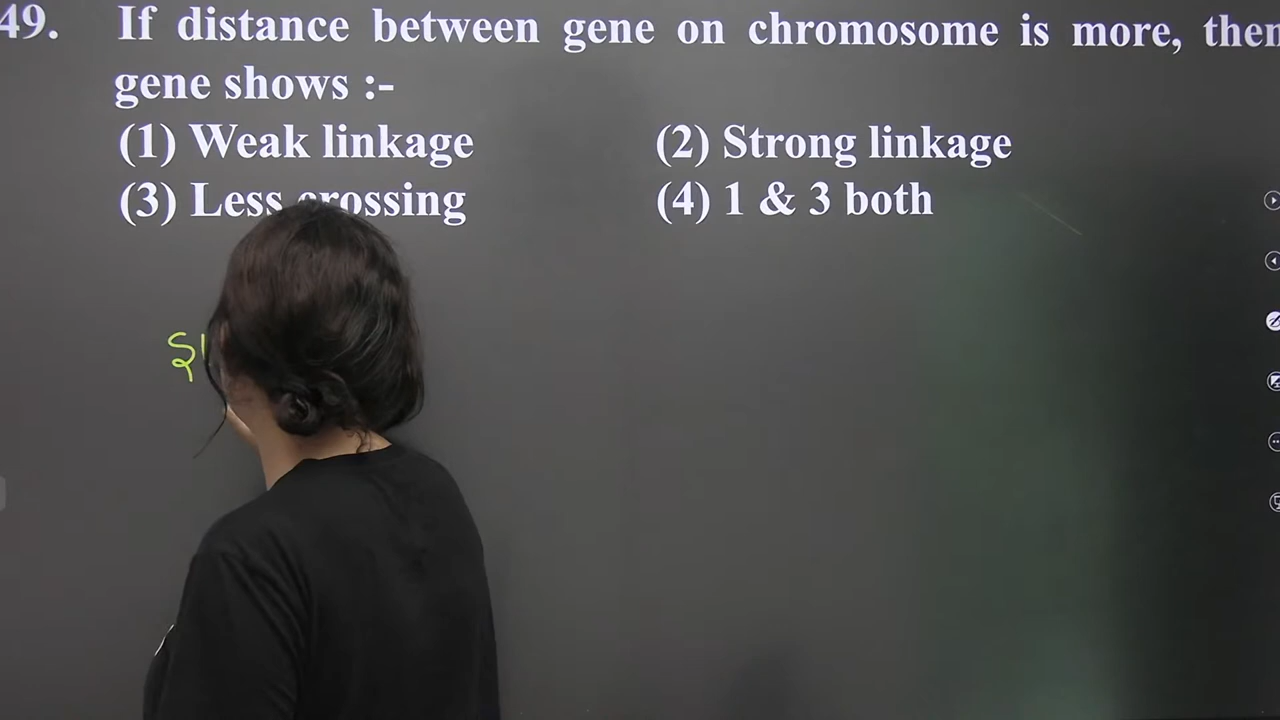 49. If distance between gene on chromosome is more, then
gene shows :-
(1) Weak linkage (2) Strong linkage
(3) Less crossing (4) 1 & 3 both